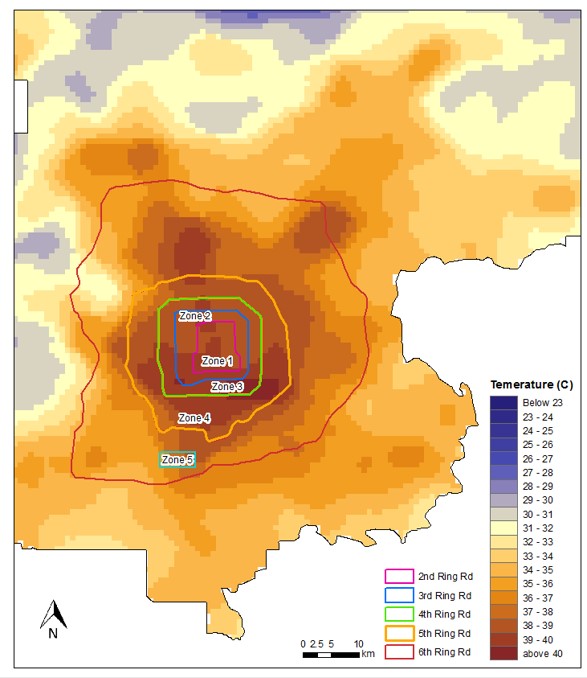 Zone 2
Zone 1
Zone 3
Zone 4
Zone 5
Temerature (C)
Below 23
23 - 24
24 - 25
25 - 26
26 - 27
27 - 28
28 - 29
29 - 30
30 - 31
31 - 32
32 - 33
33 - 34
34 - 35
35 - 36
36 - 37
37 - 38
38 - 39
39 - 40
above 40
2nd Ring Rd
3rd Ring Rd
4th Ring Rd
5th Ring Rd
6th Ring Rd
N
0 2.5 5 10
km